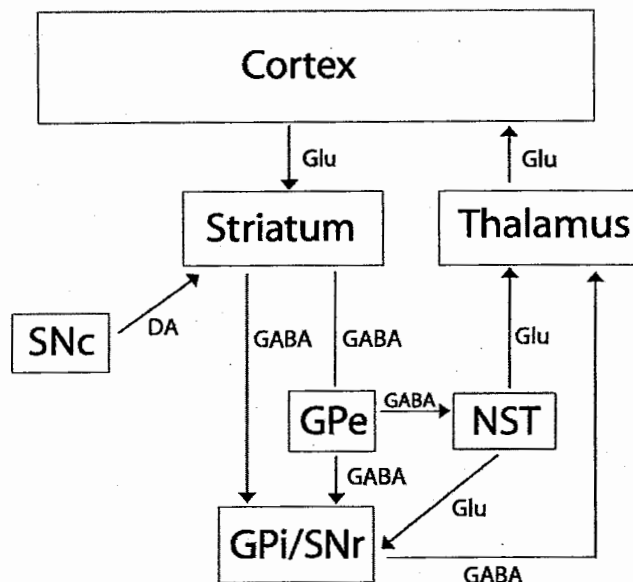 Cortex
Glu
Glu
Striatum
Thalamus
SNc
DA
GABA
GABA
Glu
GPe
GABA
NST
GABA
Glu
GPi/SNr
GABA